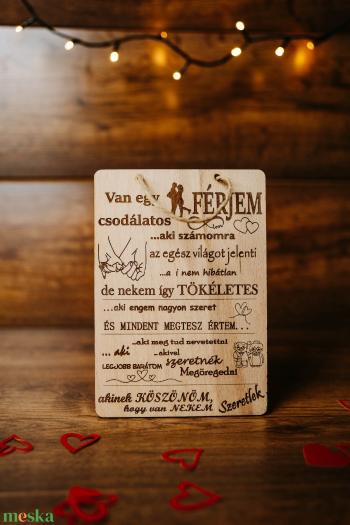 Van egy
csodálatos FÉRJEM
...aki számomra
az egész világot jelenti
...a i nem hibátlan
de nekem így TÖKÉLETES
...aki engem nagyon szeret
ÉS MINDENT MEGTESZ ÉRTEM...
...aki meg tud nevettetni
... aki ...akivel
LEGJOBB BARÁTOM szeretnék
Megöregedni
akinek KÖSZÖNÖM,
hogy van NEKEM. Szeretlek
meska